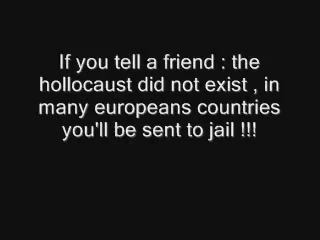 If you tell a friend : the
hollocaust did not exist , in
many europeans countries
you'll be sent to jail !!!